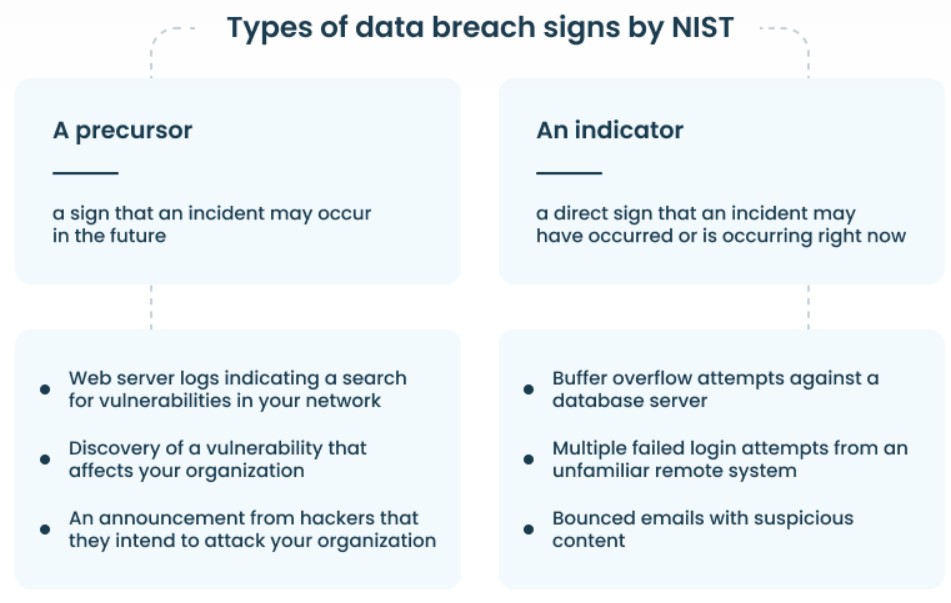 Types of data breach signs by NIST
A precursor
a sign that an incident may occur
in the future
Web server logs indicating a search
for vulnerabilities in your network
Discovery of a vulnerability that
affects your organization
An announcement from hackers that
they intend to attack your organization
An indicator
a direct sign that an incident may
have occurred or is occurring right now
Buffer overflow attempts against a
database server
Multiple failed login attempts from an
unfamiliar remote system
Bounced emails with suspicious
content